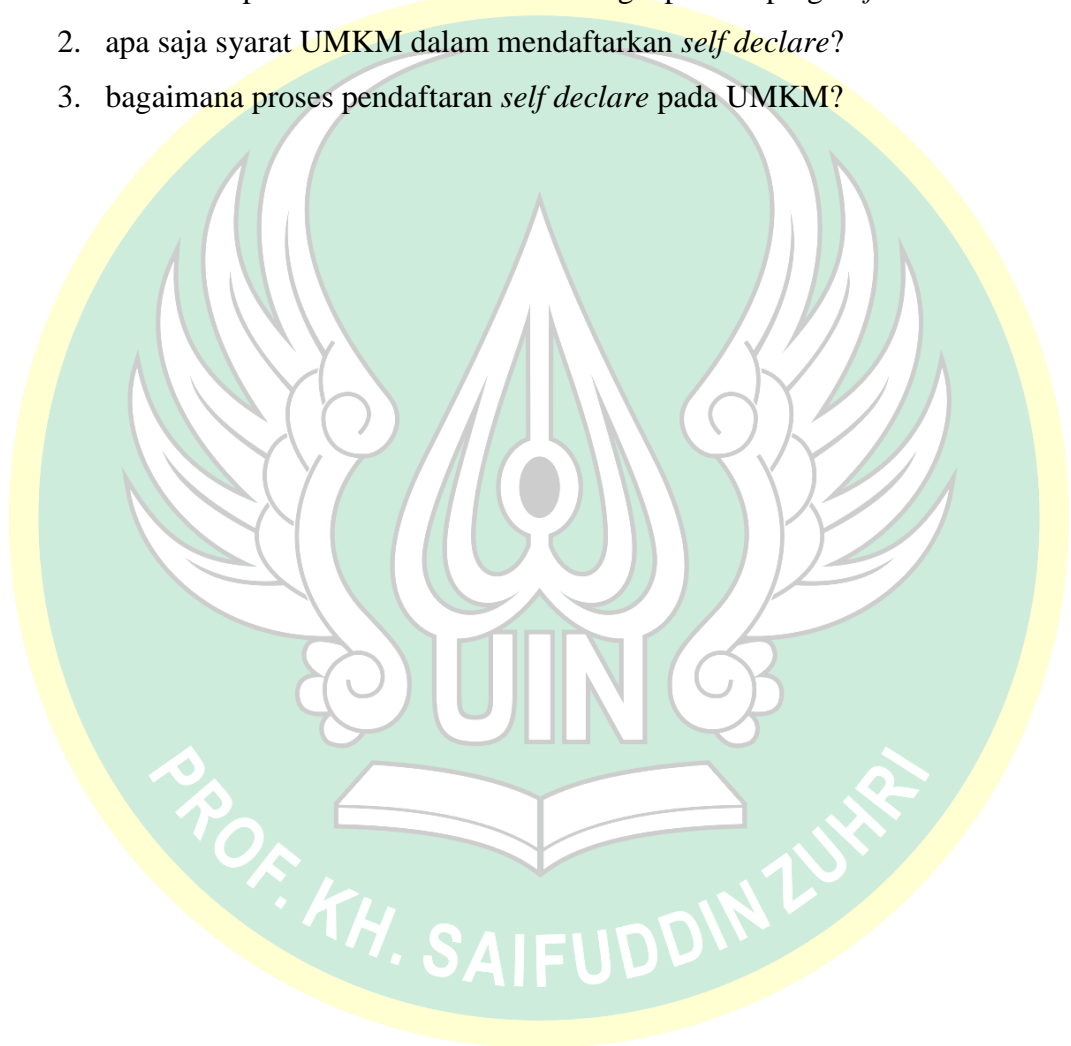 2. apa saja syarat UMKM dalam mendaftarkan self declare?
3. bagaimana proses pendaftaran self declare pada UMKM?
UIN
PROF. KH. SAIFUDDIN ZUHRI